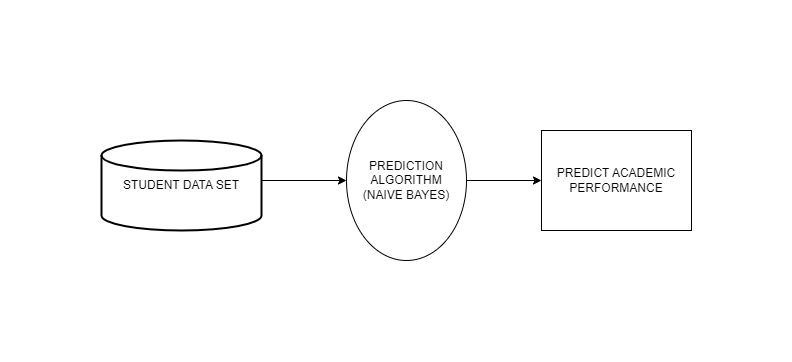 STUDENT DATA SET
PREDICTION
ALGORITHM
(NAIVE BAYES)
PREDICT ACADEMIC
PERFORMANCE